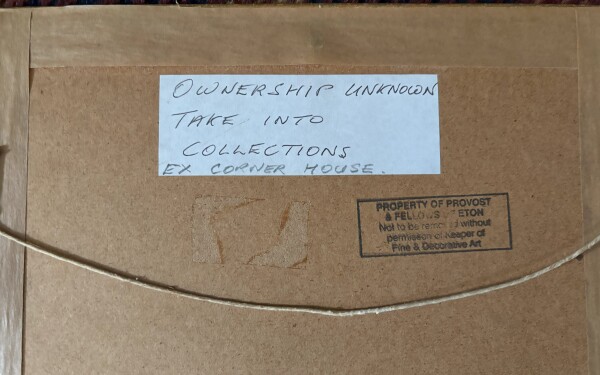 OWNERSHIP UNKNOWN
TAKE INTO
COLLECTIONS
EX CORNER HOUSE.
PROPERTY OF PROVOST
& FELLOWS OF ETON
Not to be removed without
permission of Keeper of
Fine & Decorative Art